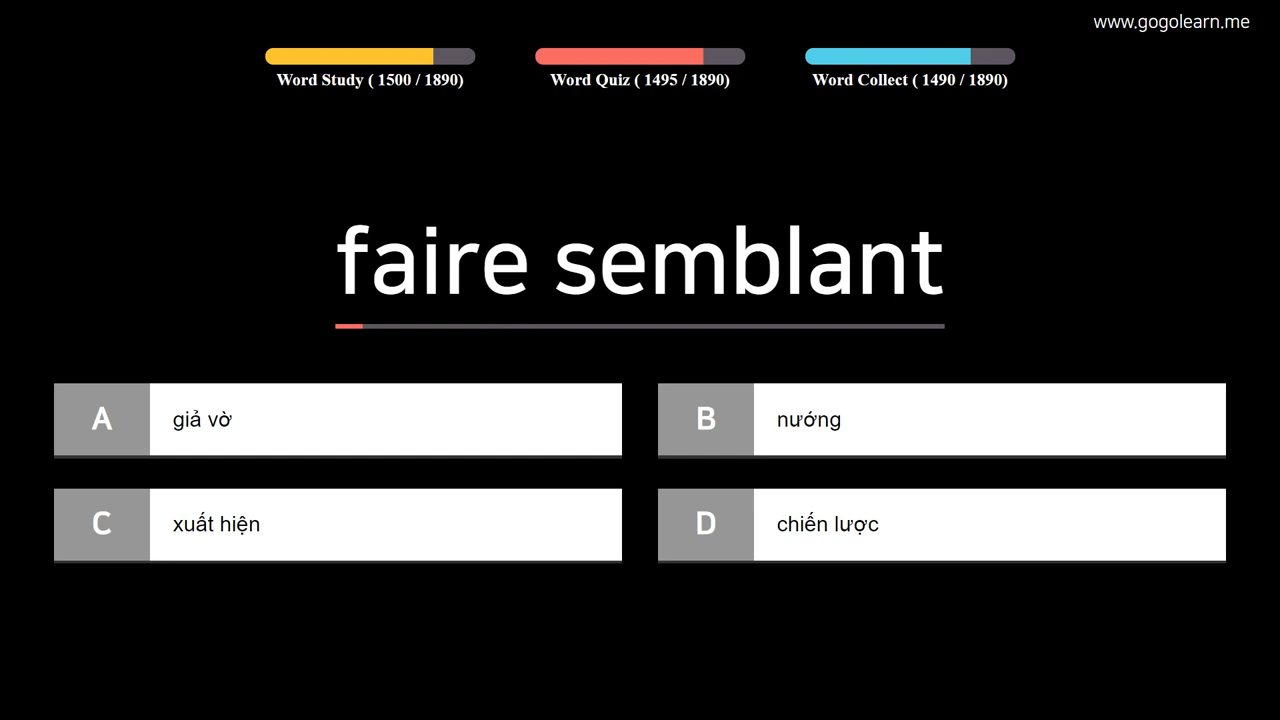 www.gogolearn.me
Word Study ( 1500 / 1890)
Word Quiz ( 1495 / 1890)
Word Collect ( 1490 / 1890)
faire semblant
A giả vờ
B nướng
C xuất hiện
D chiến lược